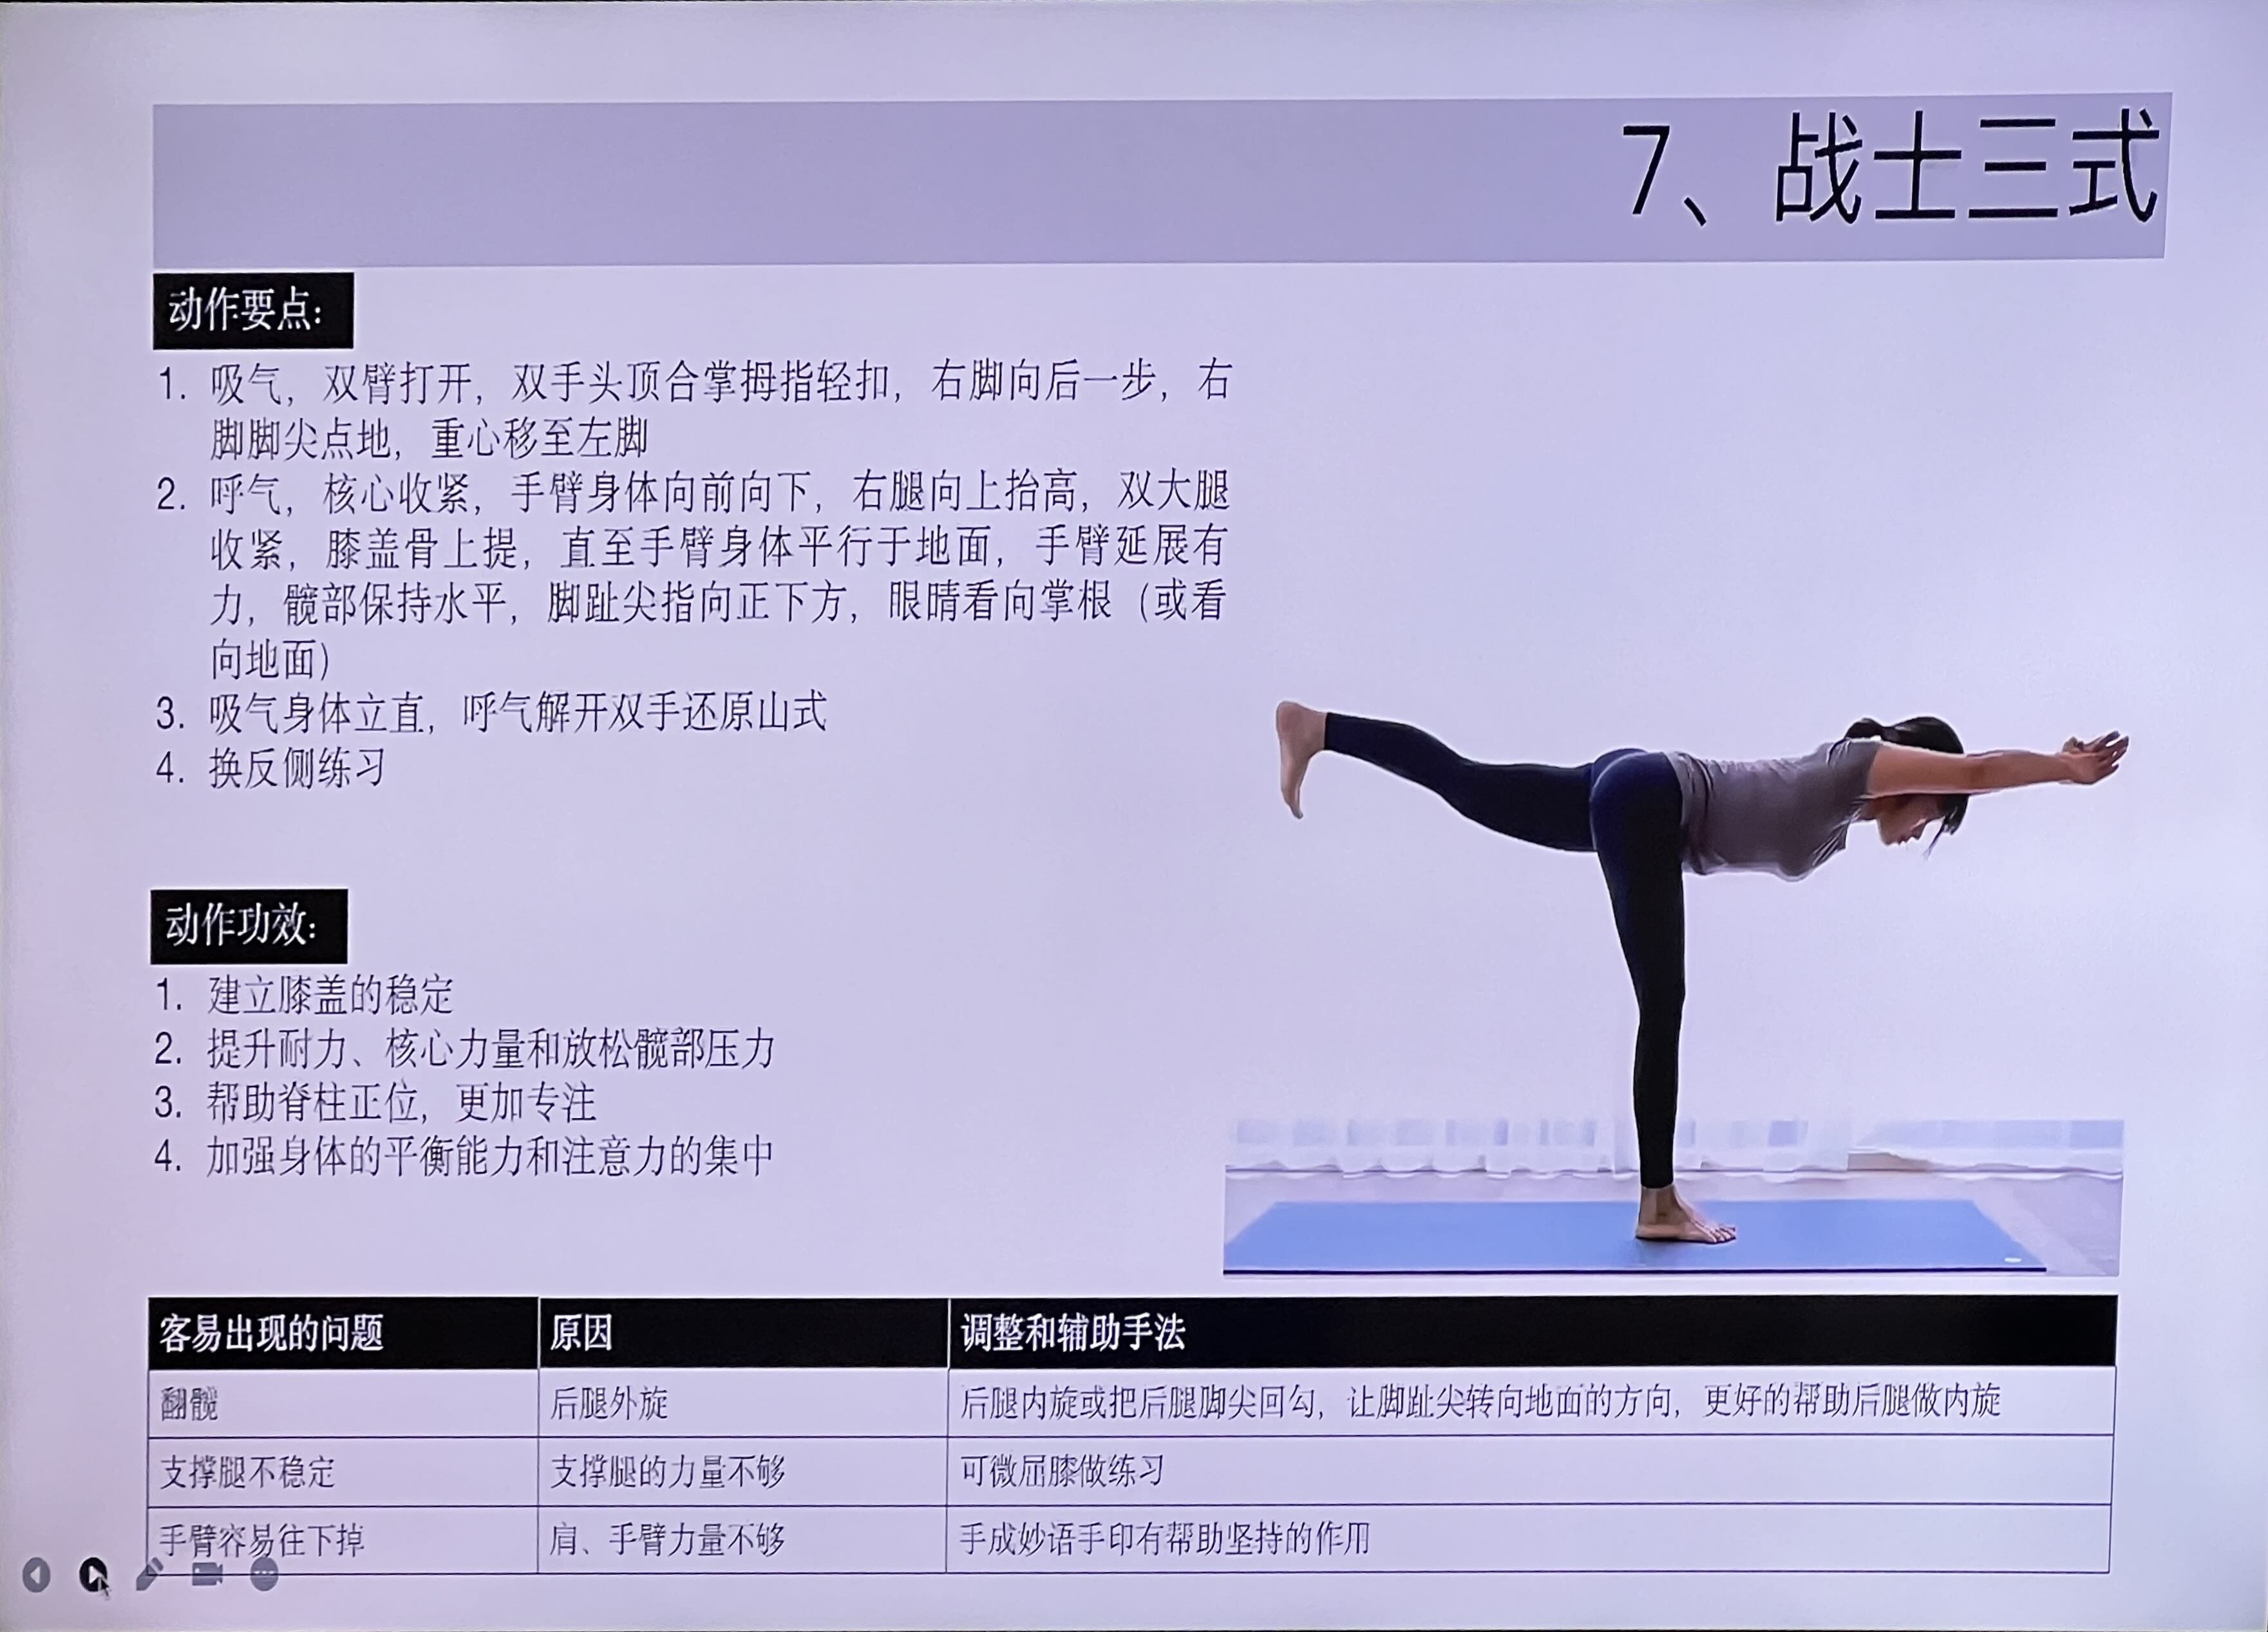 7、战士三式
动作要点：
1. 吸气，双臂打开，双手头顶合掌拇指轻扣，右脚向后一步，右
脚脚尖点地，重心移至左脚
2. 呼气，核心收紧，手臂身体向前向下，右腿向上抬高，双大腿
收紧，膝盖骨上提，直至手臂身体平行于地面，手臂延展有
力，髋部保持水平，脚趾尖指向正下方，眼睛看向掌根（或看
向地面）
3. 吸气身体立直，呼气解开双手还原山式
4. 换反侧练习
动作功效：
1. 建立膝盖的稳定
2. 提升耐力、核心力量和放松髋部压力
3. 帮助脊柱正位，更加专注
4. 加强身体的平衡能力和注意力的集中
容易出现的问题 原因 调整和辅助手法
翻髋 后腿外旋 后腿内旋或把后腿脚尖回勾，让脚趾尖转向地面的方向，更好的帮助后腿做内旋
支撑腿不稳定 支撑腿的力量不够 可微屈膝做练习
手臂容易往下掉 肩、手臂力量不够 手成妙语手印有帮助坚持的作用